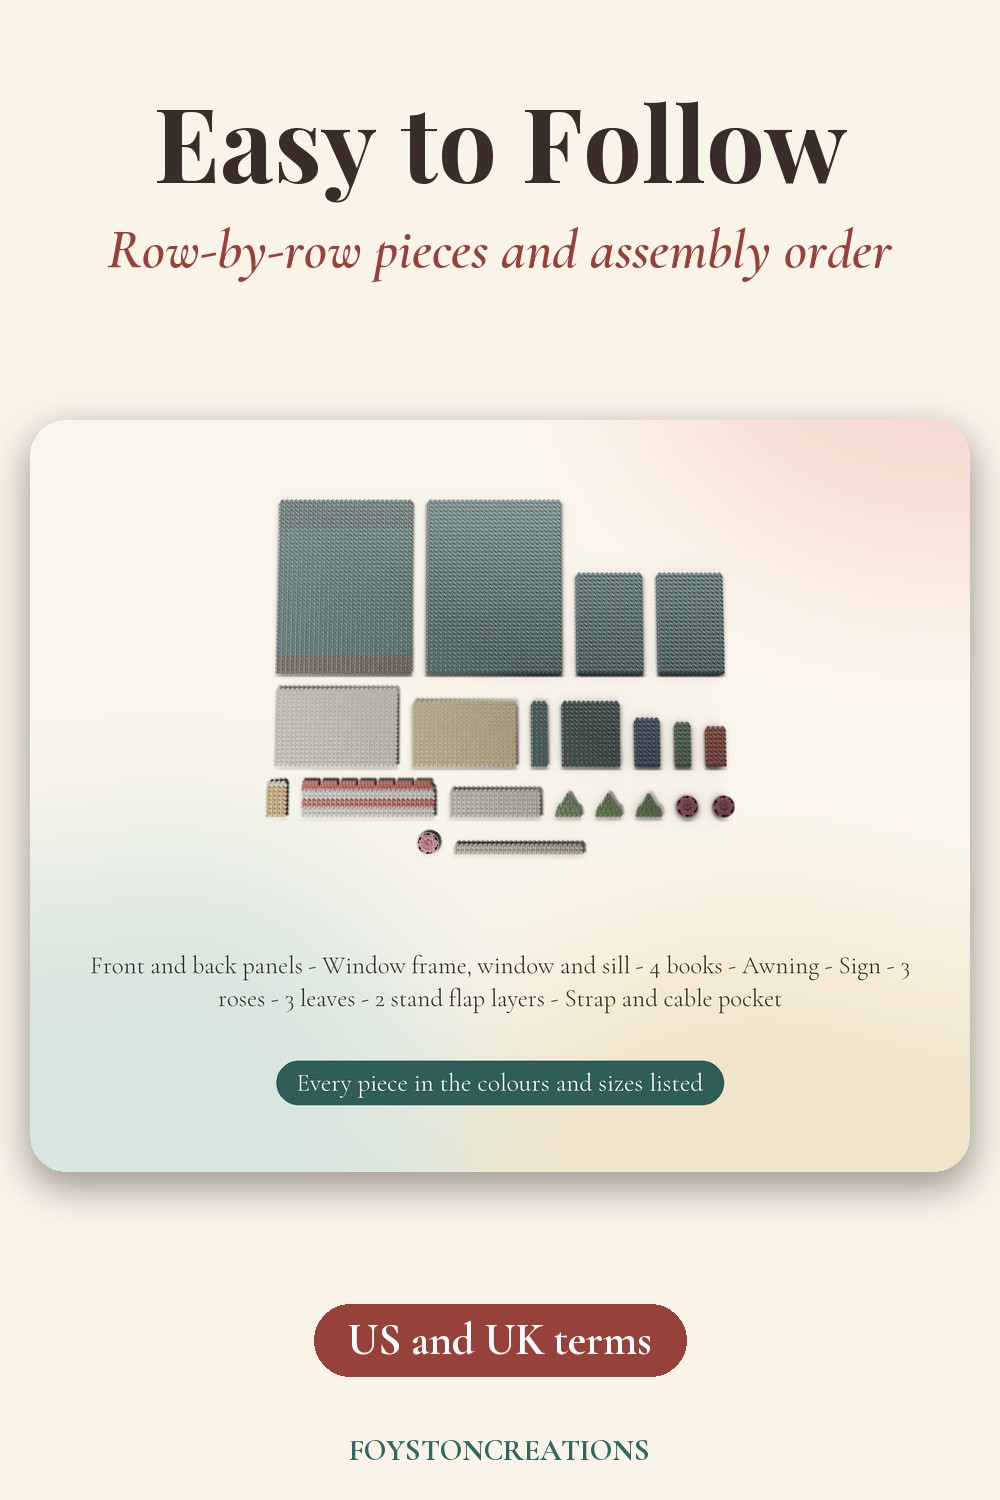 Easy to Follow
Row-by-row pieces and assembly order
Front and back panels - Window frame, window and sill - 4 books - Awning - Sign - 3
roses - 3 leaves - 2 stand flap layers - Strap and cable pocket
Every piece in the colours and sizes listed
US and UK terms
FOYSTONCREATIONS